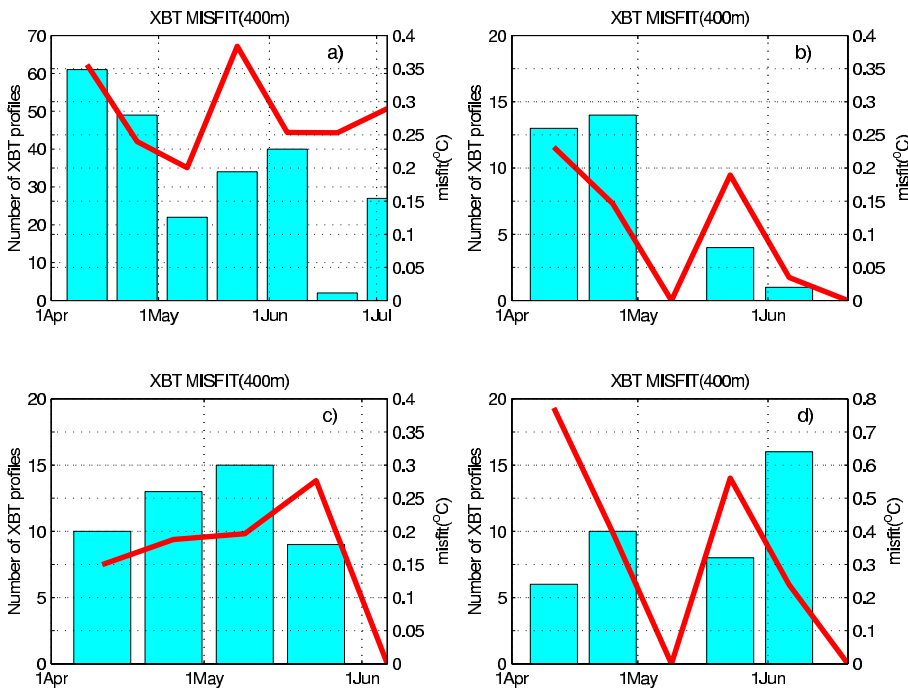 XBT MISFIT(400m)
a)
Number of XBT profiles
70
60
50
40
30
20
10
0
0.4
0.35
0.3
0.25
0.2
0.15
0.1
0.05
0
misfit(°C)
1Apr 1May 1Jun 1Jul
XBT MISFIT(400m)
b)
Number of XBT profiles
20
15
10
5
0
0.4
0.35
0.3
0.25
0.2
0.15
0.1
0.05
0
misfit(°C)
1Apr 1May 1Jun
XBT MISFIT(400m)
c)
Number of XBT profiles
20
15
10
5
0
0.4
0.35
0.3
0.25
0.2
0.15
0.1
0.05
0
misfit(°C)
1Apr 1May 1Jun
XBT MISFIT(400m)
d)
Number of XBT profiles
20
15
10
5
0
0.8
0.7
0.6
0.5
0.4
0.3
0.2
0.1
0
misfit(°C)
1Apr 1May 1Jun